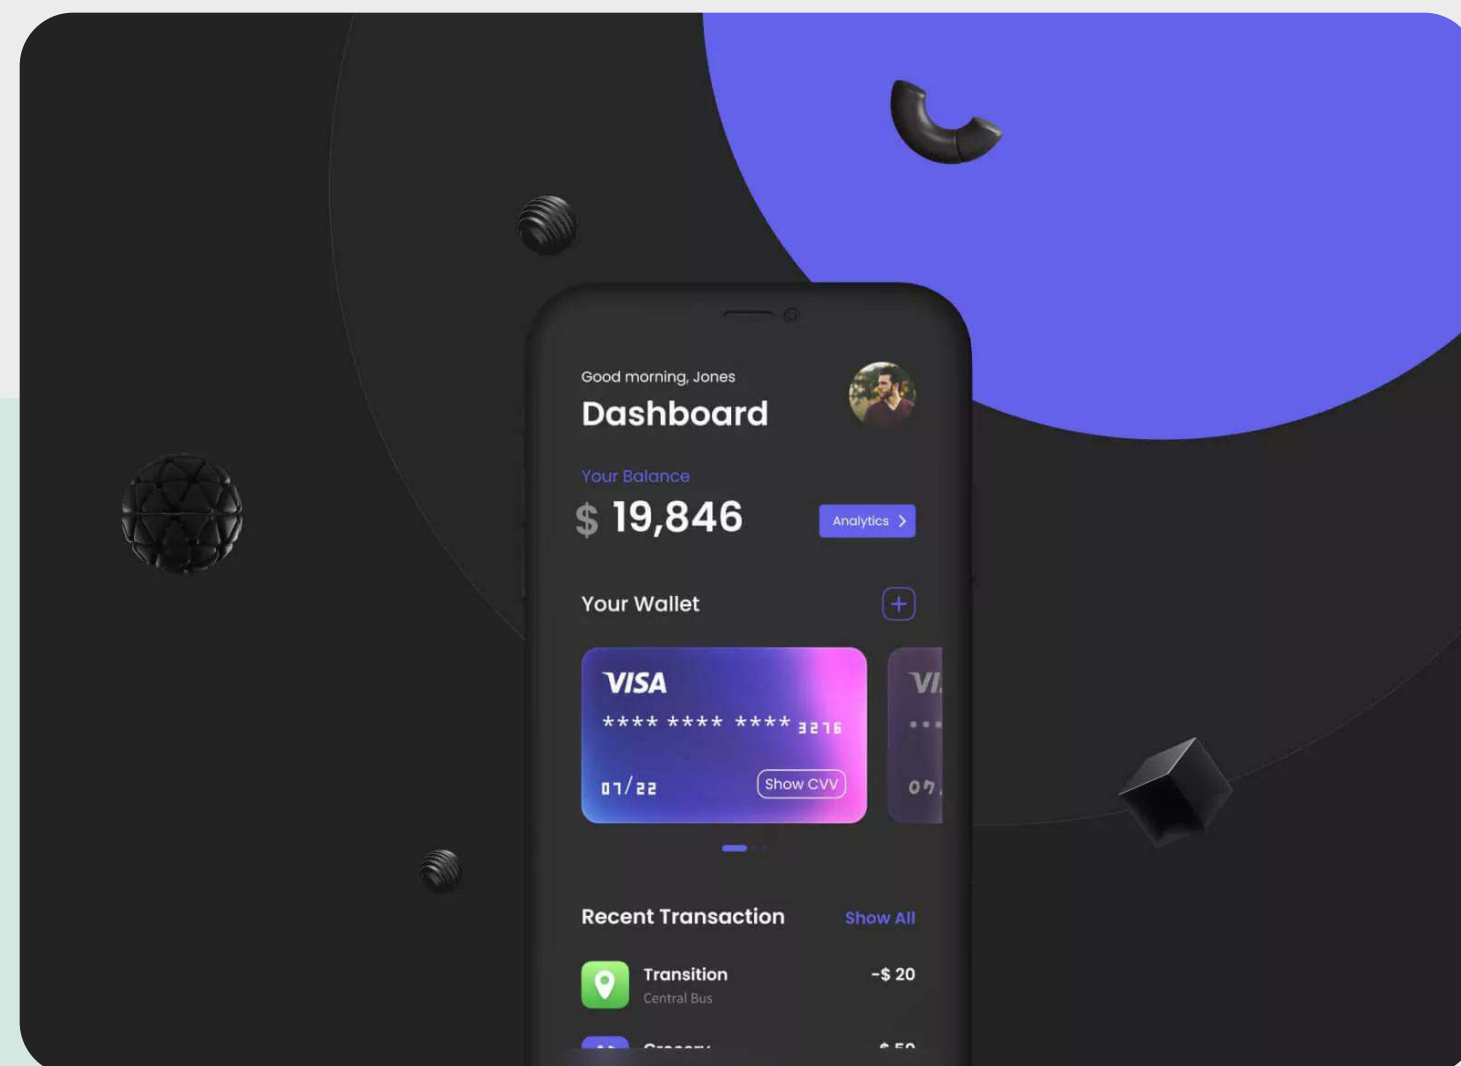 Good morning, Jones
Dashboard
Your Balance
$ 19,846
Analytics
Your Wallet
VISA
**** **** **** 3276
07/22
Show CVV
Recent Transaction
Show All
Transition
-$ 20
Central Bus